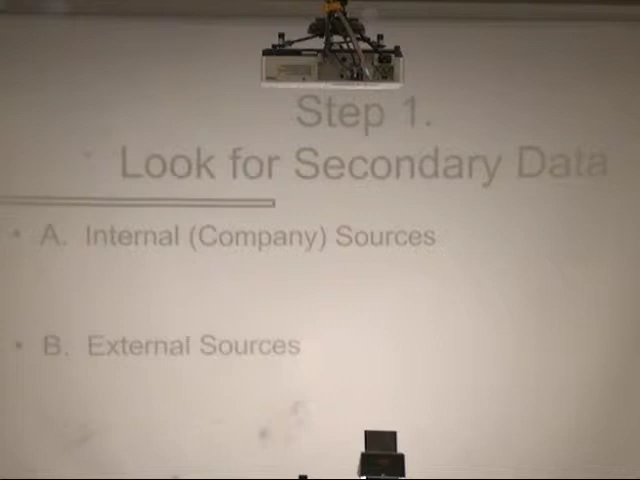 Step 1.
Look for Secondary Data
• A. Internal (Company) Sources
• B. External Sources